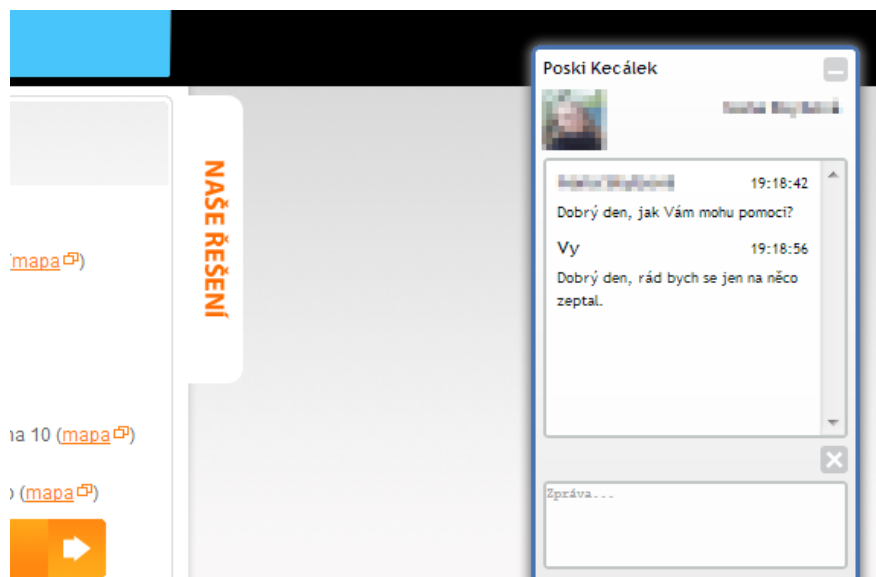 Poski Kecálek
19:18:42
Dobrý den, jak Vám mohu pomoci?
Vy 19:18:56
Dobrý den, rád bych se jen na něco
zeptal.
Zpráva...
NAŠE ŘEŠENÍ
(mapa)
na 10 (mapa)
(mapa)